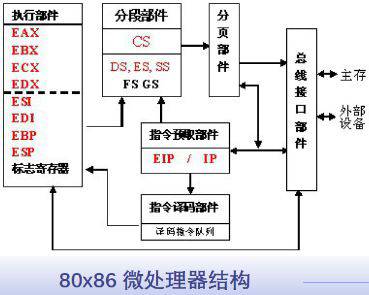 执行部件
EAX
EBX
ECX
EDX
ESI
EDI
EBP
ESP
标志寄存器
分段部件
CS
DS, ES, SS
FS GS
分页部件
总线接口部件
主存
外部设备
指令预取部件
EIP / IP
指令译码部件
译码指令队列
80x86 微处理器结构